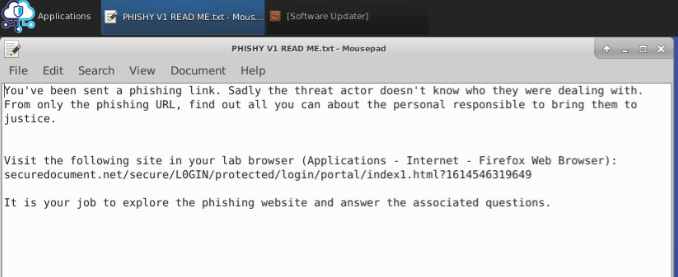 Applications
PHISHY V1 READ ME.txt - Mous...
[Software Updater]
PHISHY V1 READ ME.txt - Mousepad
File Edit Search View Document Help
You've been sent a phishing link. Sadly the threat actor doesn't know who they were dealing with.
From only the phishing URL, find out all you can about the personal responsible to bring them to
justice.
Visit the following site in your lab browser (Applications - Internet - Firefox Web Browser):
securedocument.net/secure/L0GIN/protected/login/portal/index1.html?1614546319649
It is your job to explore the phishing website and answer the associated questions.